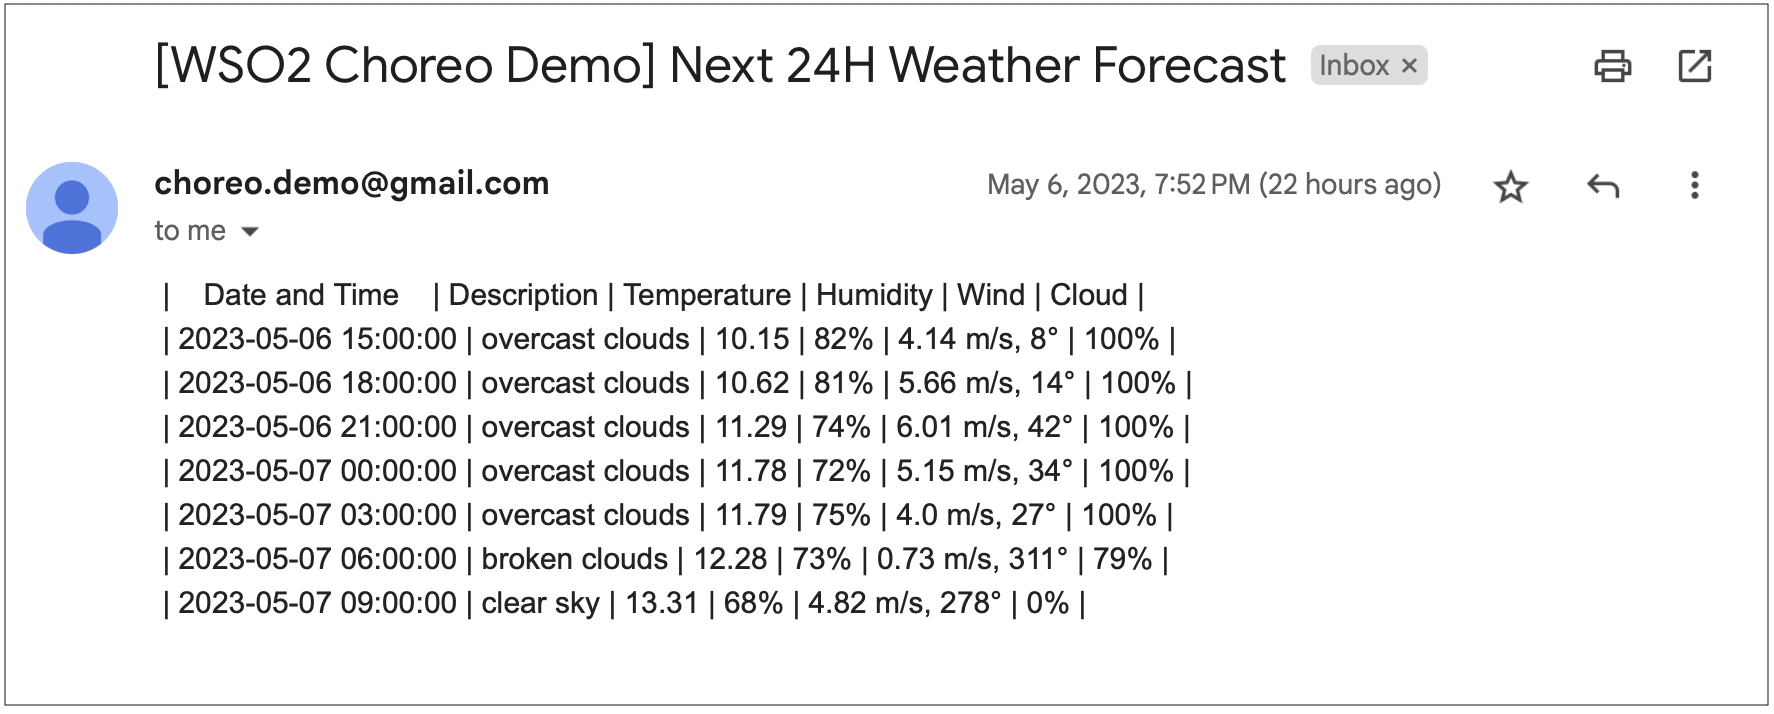 [WSO2 Choreo Demo] Next 24H Weather Forecast Inbox ×
choreo.demo@gmail.com May 6, 2023, 7:52 PM (22 hours ago)
to me
| Date and Time | Description | Temperature | Humidity | Wind | Cloud |
| 2023-05-06 15:00:00 | overcast clouds | 10.15 | 82% | 4.14 m/s, 8° | 100% |
| 2023-05-06 18:00:00 | overcast clouds | 10.62 | 81% | 5.66 m/s, 14° | 100% |
| 2023-05-06 21:00:00 | overcast clouds | 11.29 | 74% | 6.01 m/s, 42° | 100% |
| 2023-05-07 00:00:00 | overcast clouds | 11.78 | 72% | 5.15 m/s, 34° | 100% |
| 2023-05-07 03:00:00 | overcast clouds | 11.79 | 75% | 4.0 m/s, 27° | 100% |
| 2023-05-07 06:00:00 | broken clouds | 12.28 | 73% | 0.73 m/s, 311° | 79% |
| 2023-05-07 09:00:00 | clear sky | 13.31 | 68% | 4.82 m/s, 278° | 0% |